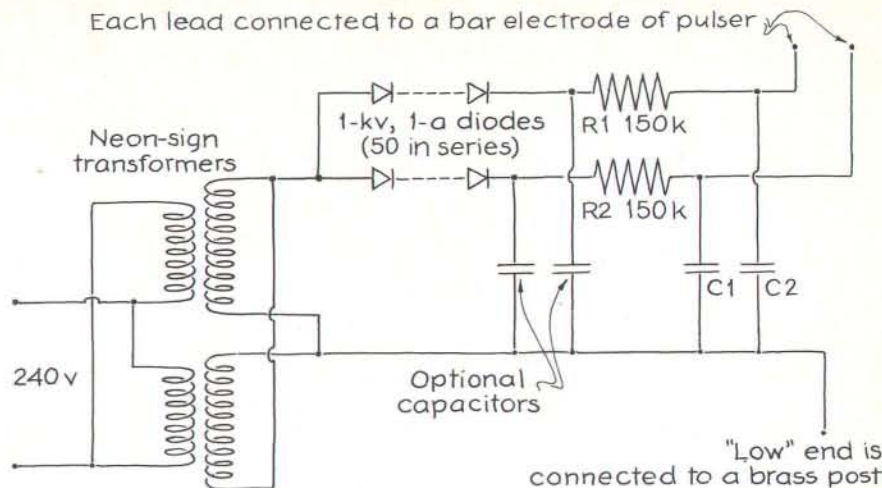 Each lead connected to a bar electrode of pulser
Neon-sign
transformers
1-kv, 1-a diodes
(50 in series)
R1 150k
R2 150k
C1
C2
240v
Optional
capacitors
"Low" end is
connected to a brass post